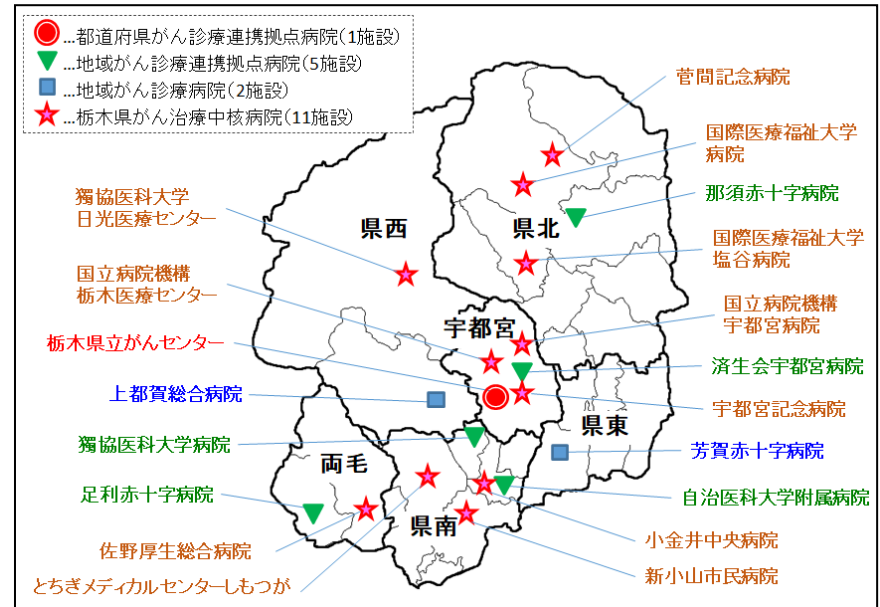 …都道府県がん診療連携拠点病院(1施設)
…地域がん診療連携拠点病院(5施設)
…地域がん診療病院(2施設)
…栃木県がん治療中核病院(11施設)
菅間記念病院
国際医療福祉大学
病院
那須赤十字病院
国際医療福祉大学
塩谷病院
国立病院機構
宇都宮病院
済生会宇都宮病院
宇都宮記念病院
芳賀赤十字病院
自治医科大学附属病院
小金井中央病院
新小山市民病院
獨協医科大学
日光医療センター
国立病院機構
栃木医療センター
栃木県立がんセンター
上都賀総合病院
獨協医科大学病院
足利赤十字病院
佐野厚生総合病院
とちぎメディカルセンターしもつが
県西
県北
宇都宮
県東
両毛
県南